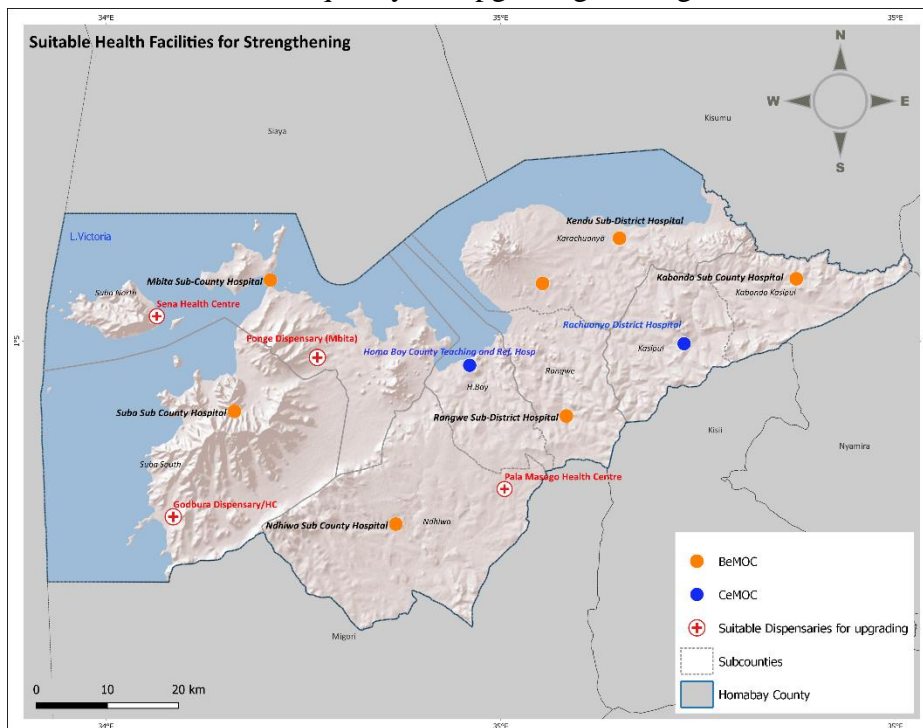 34°E
35°E
35°E
Suitable Health Facilities for Strengthening
N
W
E
S
Siaya
Kisumu
Kendu Sub-District Hospital
Karachuonyo
L.Victoria
Mbita Sub-County Hospital
Kabondo Sub County Hospital
Suba North
Kabondo Kasipul
Sena Health Centre
Rachuonyo District Hospital
Ponge Dispensary (Mbita)
1°S
1°S
Homa Bay County Teaching and Ref. Hosp
Kasipul
Rangwe
H.Bay
Suba Sub County Hospital
Rangwe Sub-District Hospital
Kisii
Nyamira
Suba South
Pala Masogo Health Centre
Godbura Dispensary/HC
Ndhiwa Sub County Hospital
Ndhiwa
BeMOC
CeMOC
Suitable Dispensaries for upgrading
Subcounties
Homabay County
Migori
0 10 20 km
34°E
35°E
35°E